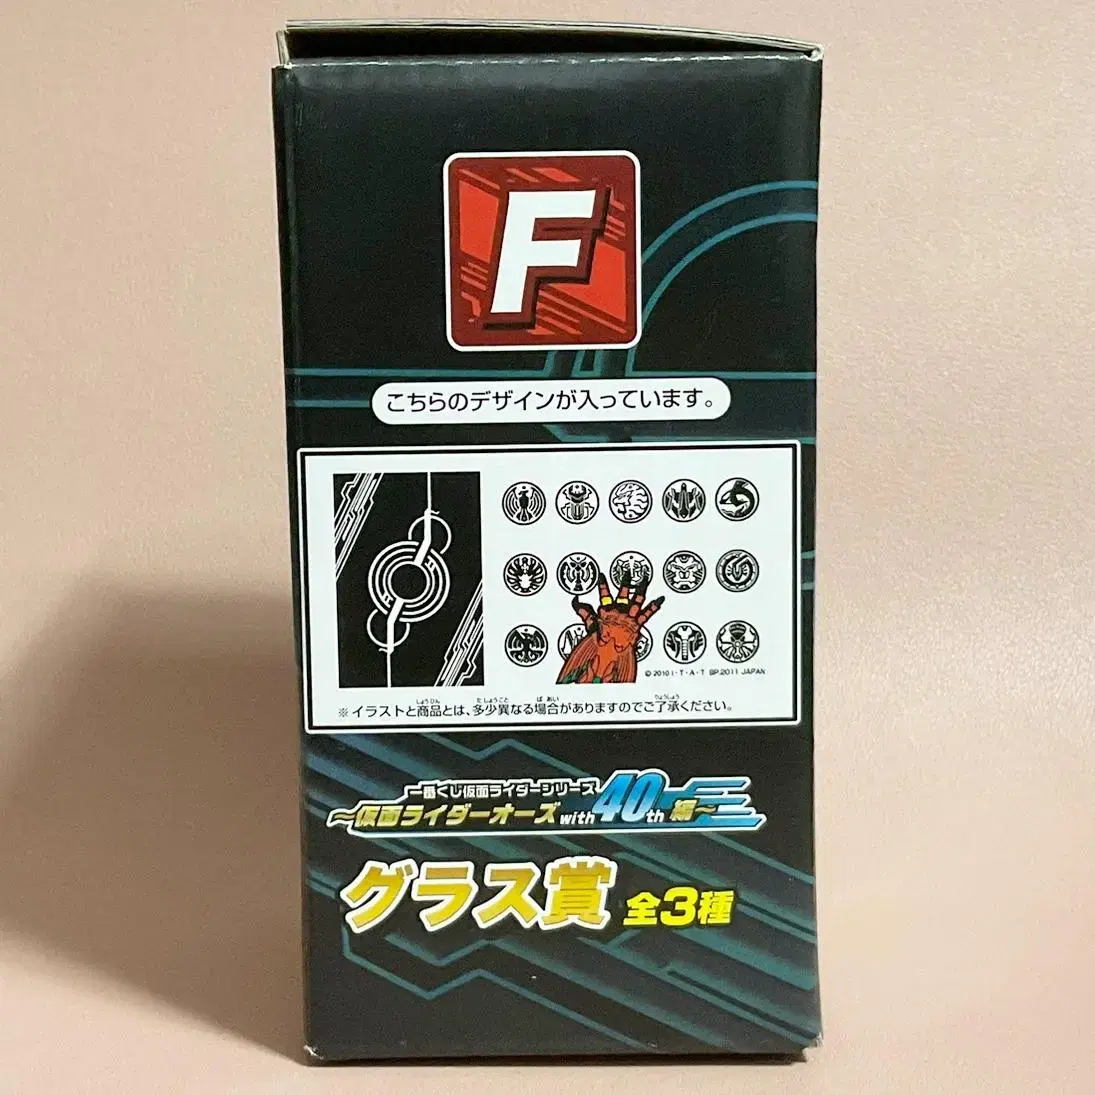 F
こちらのデザインが入っています。
©2010 I・T・A・T BP.2011 JAPAN
※イラストと商品とは、多少異なる場合がありますのでご了承ください。
一番くじ仮面ライダーシリーズ
～仮面ライダーオーズwith40th編～
グラス賞 全3種